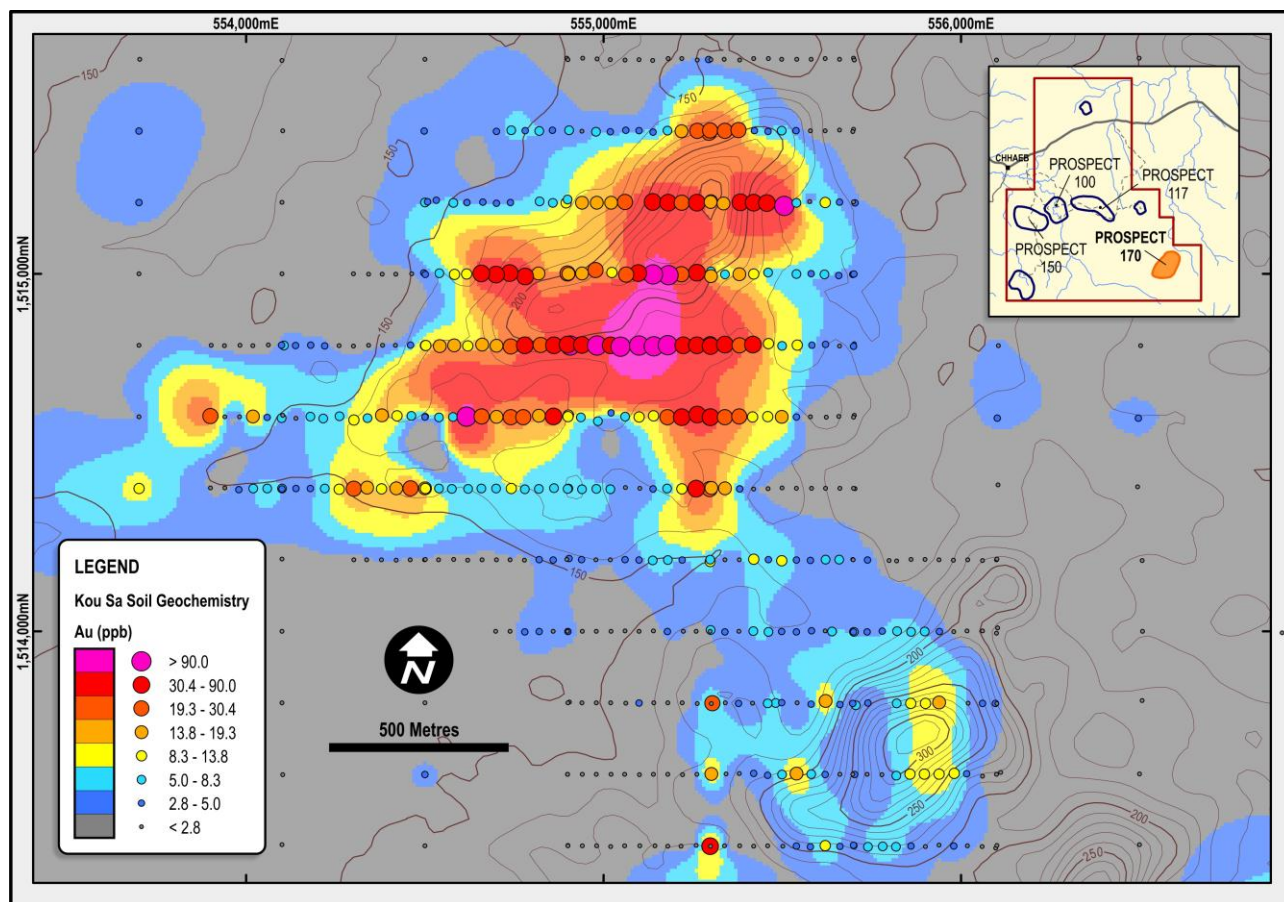 554,000mE
555,000mE
556,000mE
1,515,000mN
1,514,000mN
150
150
150
150
200
150
150
200
300
250
200
250
CHHAEB
PROSPECT
100
PROSPECT
117
PROSPECT
150
PROSPECT
170
LEGEND
Kou Sa Soil Geochemistry
Au (ppb)
> 90.0
30.4 - 90.0
19.3 - 30.4
13.8 - 19.3
8.3 - 13.8
5.0 - 8.3
2.8 - 5.0
< 2.8
N
500 Metres